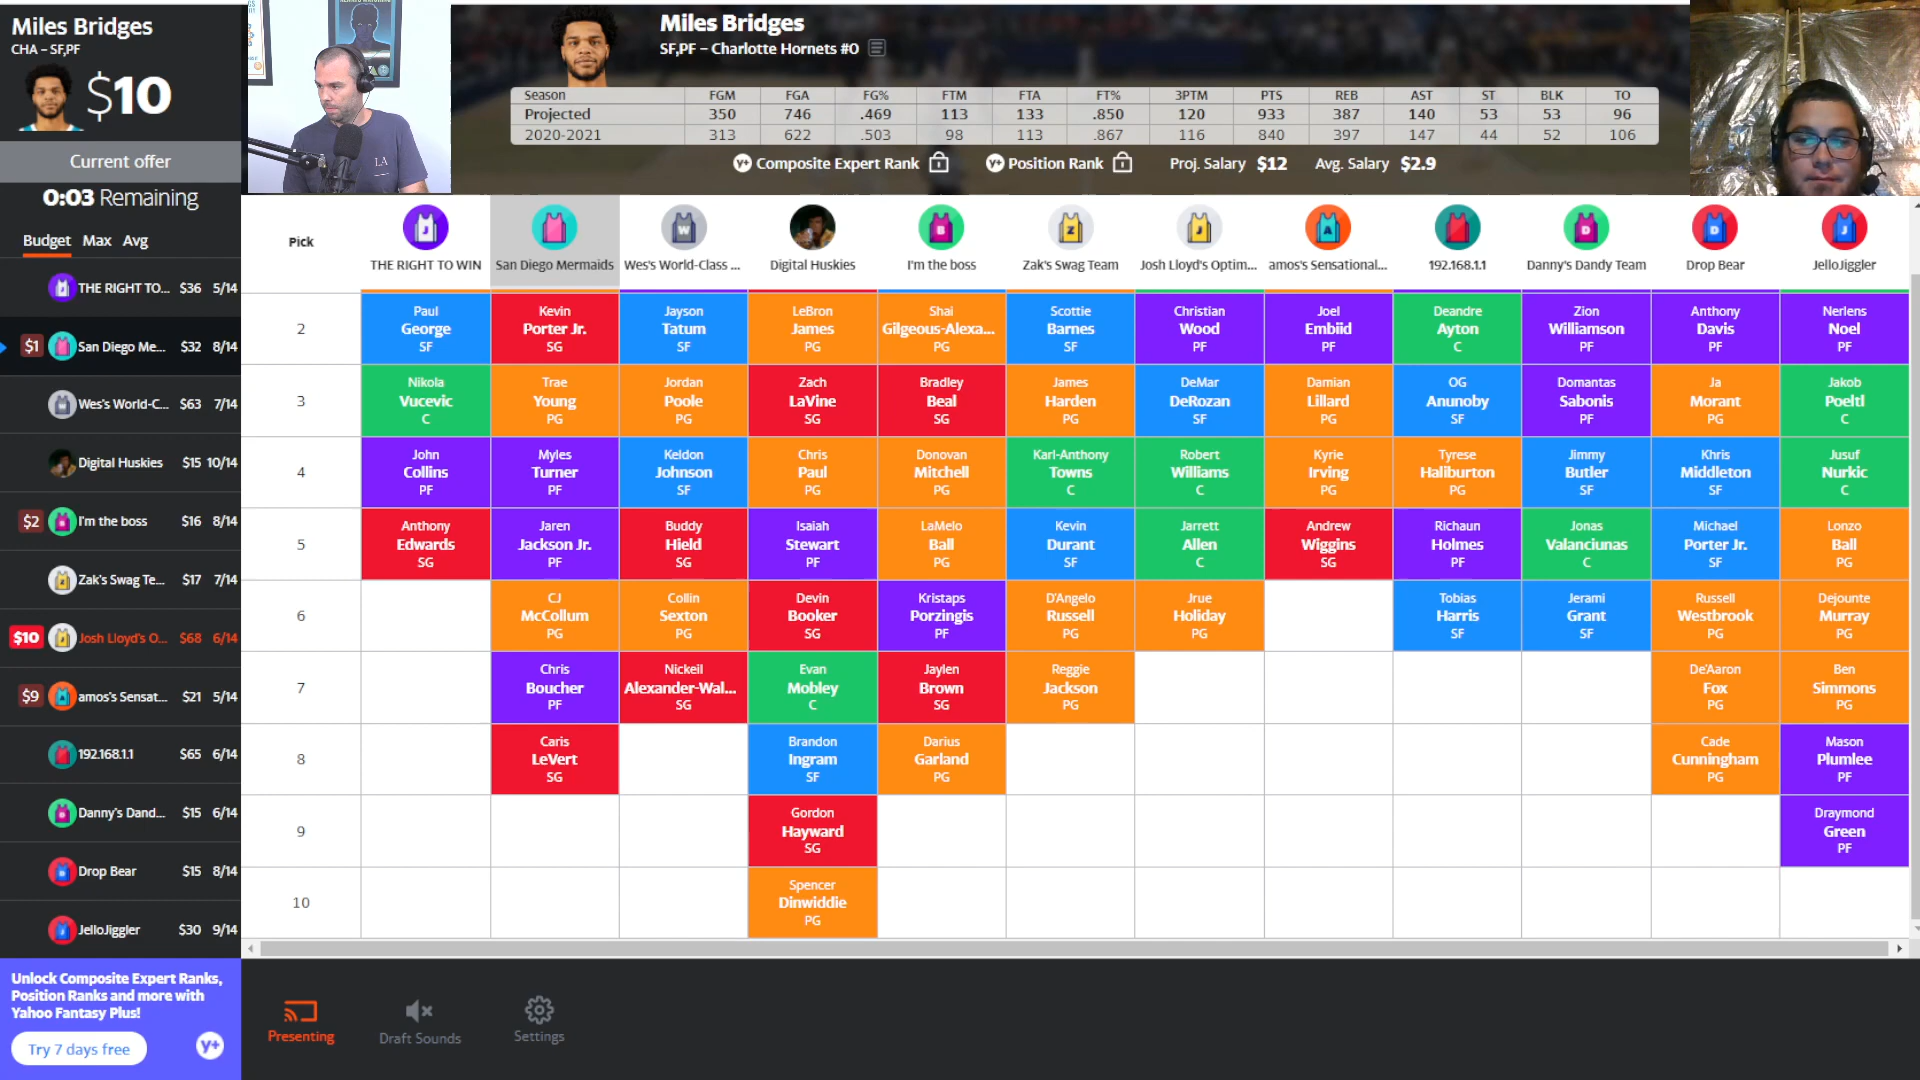 Miles Bridges
CHA – SF,PF
$10
Current offer
0:03 Remaining
Budget Max Avg
THE RIGHT TO... $36 5/14
$1 San Diego Me... $32 8/14
Wes's World-C... $63 7/14
Digital Huskies $15 10/14
$2 I'm the boss $16 8/14
Zak's Swag Te... $17 7/14
$10 Josh Lloyd's O... $68 6/14
$9 amos's Sensat... $21 5/14
192.168.1.1 $65 6/14
Danny's Dand... $15 6/14
Drop Bear $15 8/14
JelloJiggler $30 9/14
Unlock Composite Expert Ranks,
Position Ranks and more with
Yahoo Fantasy Plus!
Try 7 days free
y+
LA
Miles Bridges
SF,PF – Charlotte Hornets #0
Season FGM FGA FG% FTM FTA FT% 3PTM PTS REB AST ST BLK TO
Projected 350 746 .469 113 133 .850 120 933 387 140 53 53 96
2020-2021 313 622 .503 98 113 .867 116 840 397 147 44 52 106
y+ Composite Expert Rank y+ Position Rank Proj. Salary $12 Avg. Salary $2.9
Pick THE RIGHT TO WIN San Diego Mermaids Wes's World-Class ... Digital Huskies I'm the boss Zak's Swag Team Josh Lloyd's Optim... amos's Sensational... 192.168.1.1 Danny's Dandy Team Drop Bear JelloJiggler
Paul Kevin Jayson LeBron Shai Scottie Christian Joel Deandre Zion Anthony Nerlens
2 George Porter Jr. Tatum James Gilgeous-Alexa... Barnes Wood Embiid Ayton Williamson Davis Noel
SF SG SF PG PG SF PF PF C PF PF PF
Nikola Trae Jordan Zach Bradley James DeMar Damian OG Domantas Ja Jakob
3 Vucevic Young Poole LaVine Beal Harden DeRozan Lillard Anunoby Sabonis Morant Poeltl
C PG PG SG SG PG SF PG SF PF PG C
John Myles Keldon Chris Donovan Karl-Anthony Robert Kyrie Tyrese Jimmy Khris Jusuf
4 Collins Turner Johnson Paul Mitchell Towns Williams Irving Haliburton Butler Middleton Nurkic
PF PF SF PG PG C C PG PG SF SF C
Anthony Jaren Buddy Isaiah LaMelo Kevin Jarrett Andrew Richaun Jonas Michael Lonzo
5 Edwards Jackson Jr. Hield Stewart Ball Durant Allen Wiggins Holmes Valanciunas Porter Jr. Ball
SG PF SG PF PG SF C SG PF C SF PG
CJ Collin Devin Kristaps D'Angelo Jrue Tobias Jerami Russell Dejounte
6 McCollum Sexton Booker Porzingis Russell Holiday Harris Grant Westbrook Murray
PG PG SG PF PG PG SF SF PG PG
Chris Nickeil Evan Jaylen Reggie De'Aaron Ben
7 Boucher Alexander-Wal... Mobley Brown Jackson Fox Simmons
PF SG C SG PG PG PG
Caris Brandon Darius Cade Mason
8 LeVert Ingram Garland Cunningham Plumlee
SG SF PG PG PF
Gordon Draymond
9 Hayward Green
SG PF
Spencer
10 Dinwiddie
PG
Presenting Draft Sounds Settings